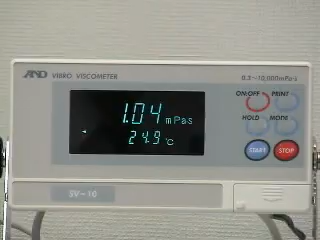 AND VIBRO VISCOMETER
0.3~10,000mPa·s
ON:OFF PRINT
1.04 mPas
HOLD MODE
24.9 °C
START STOP
SV-10